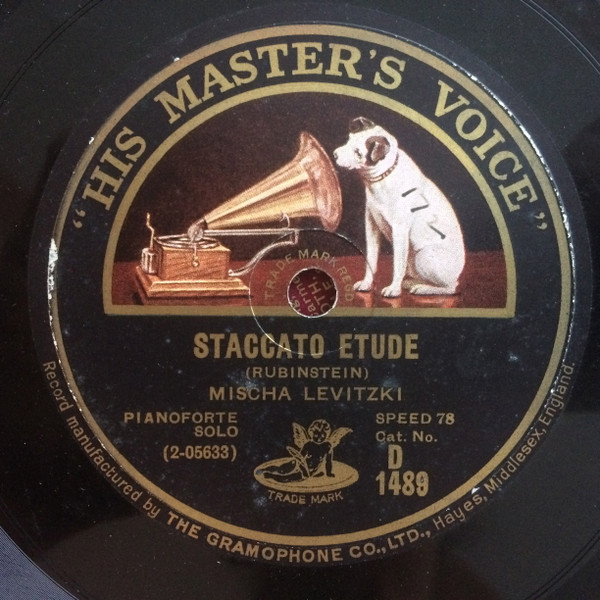 “HIS MASTER'S VOICE”
172
TRADE MARK REGD
STACCATO ETUDE
(RUBINSTEIN)
MISCHA LEVITZKI
PIANOFORTE
SOLO
(2-05633)
SPEED 78
Cat. No.
D
1489
TRADE MARK
Record manufactured by THE GRAMOPHONE CO., LTD., Hayes, Middlesex, England.